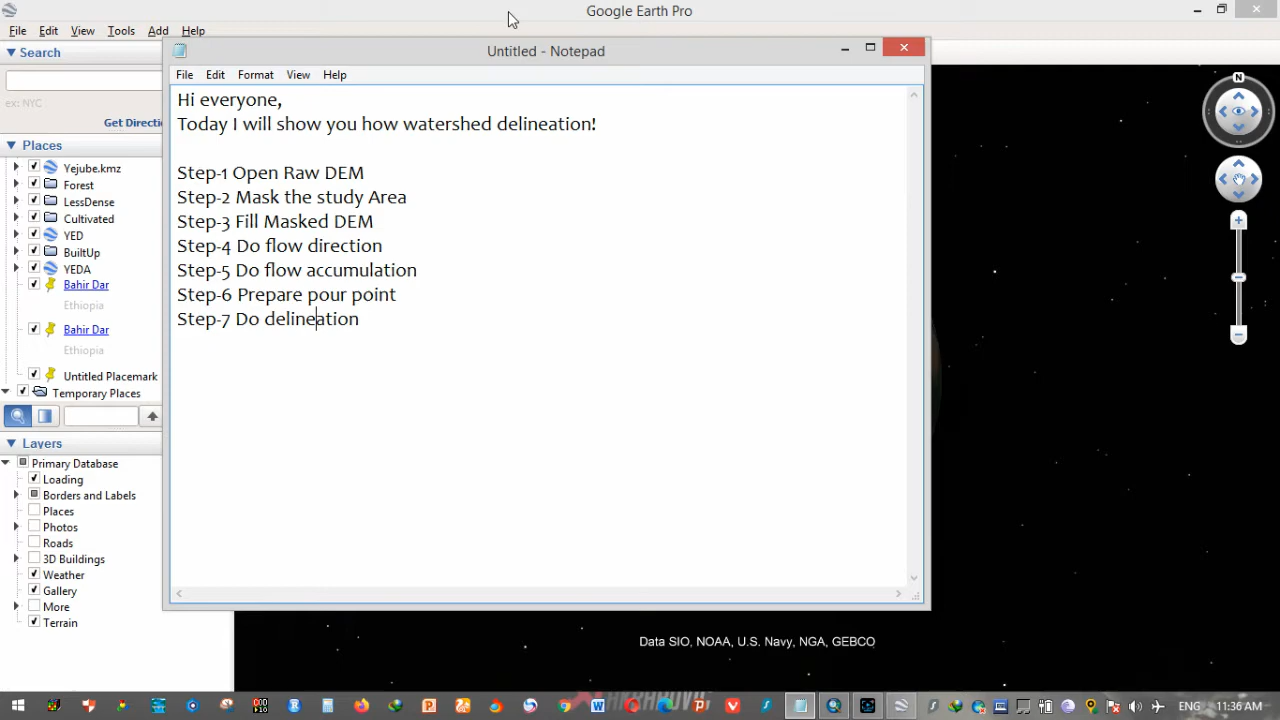 Google Earth Pro
File Edit View Tools Add Help
Search
ex: NYC
Get Directi
Places
Yejube.kmz
Forest
LessDense
Cultivated
YED
BuiltUp
YEDA
Bahir Dar
Ethiopia
Bahir Dar
Ethiopia
Untitled Placemark
Temporary Places
Layers
Primary Database
Loading
Borders and Labels
Places
Photos
Roads
3D Buildings
Weather
Gallery
More
Terrain
Untitled - Notepad
File Edit Format View Help
Hi everyone,
Today I will show you how watershed delineation!
Step-1 Open Raw DEM
Step-2 Mask the study Area
Step-3 Fill Masked DEM
Step-4 Do flow direction
Step-5 Do flow accumulation
Step-6 Prepare pour point
Step-7 Do delineation
N
Data SIO, NOAA, U.S. Navy, NGA, GEBCO
ENG 11:36 AM